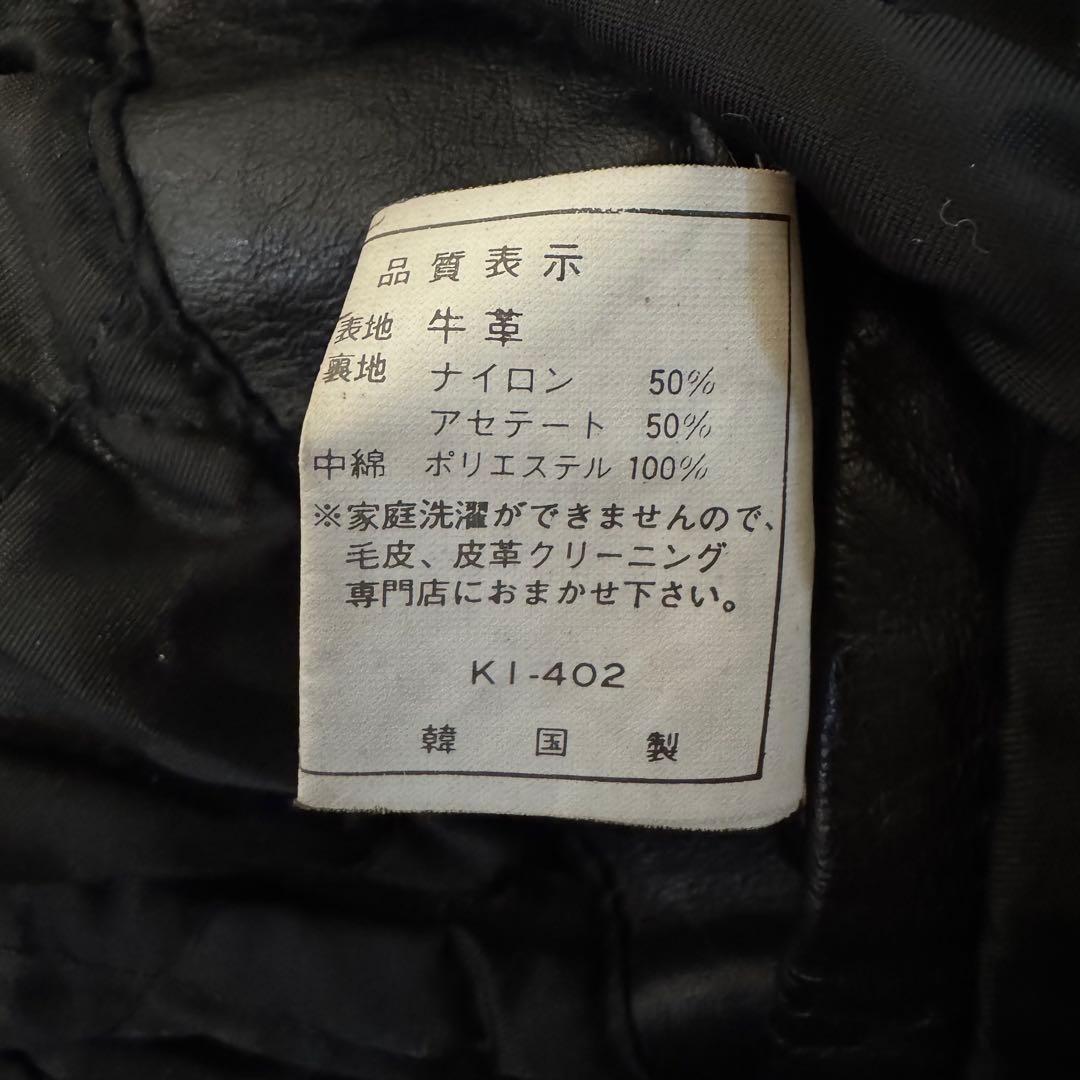 品質表示
表地 牛革
裏地 ナイロン 50%
アセテート 50%
中綿 ポリエステル 100%
※家庭洗濯ができませんので、
毛皮、皮革クリーニング
専門店におまかせ下さい。
KI-402
韓国製